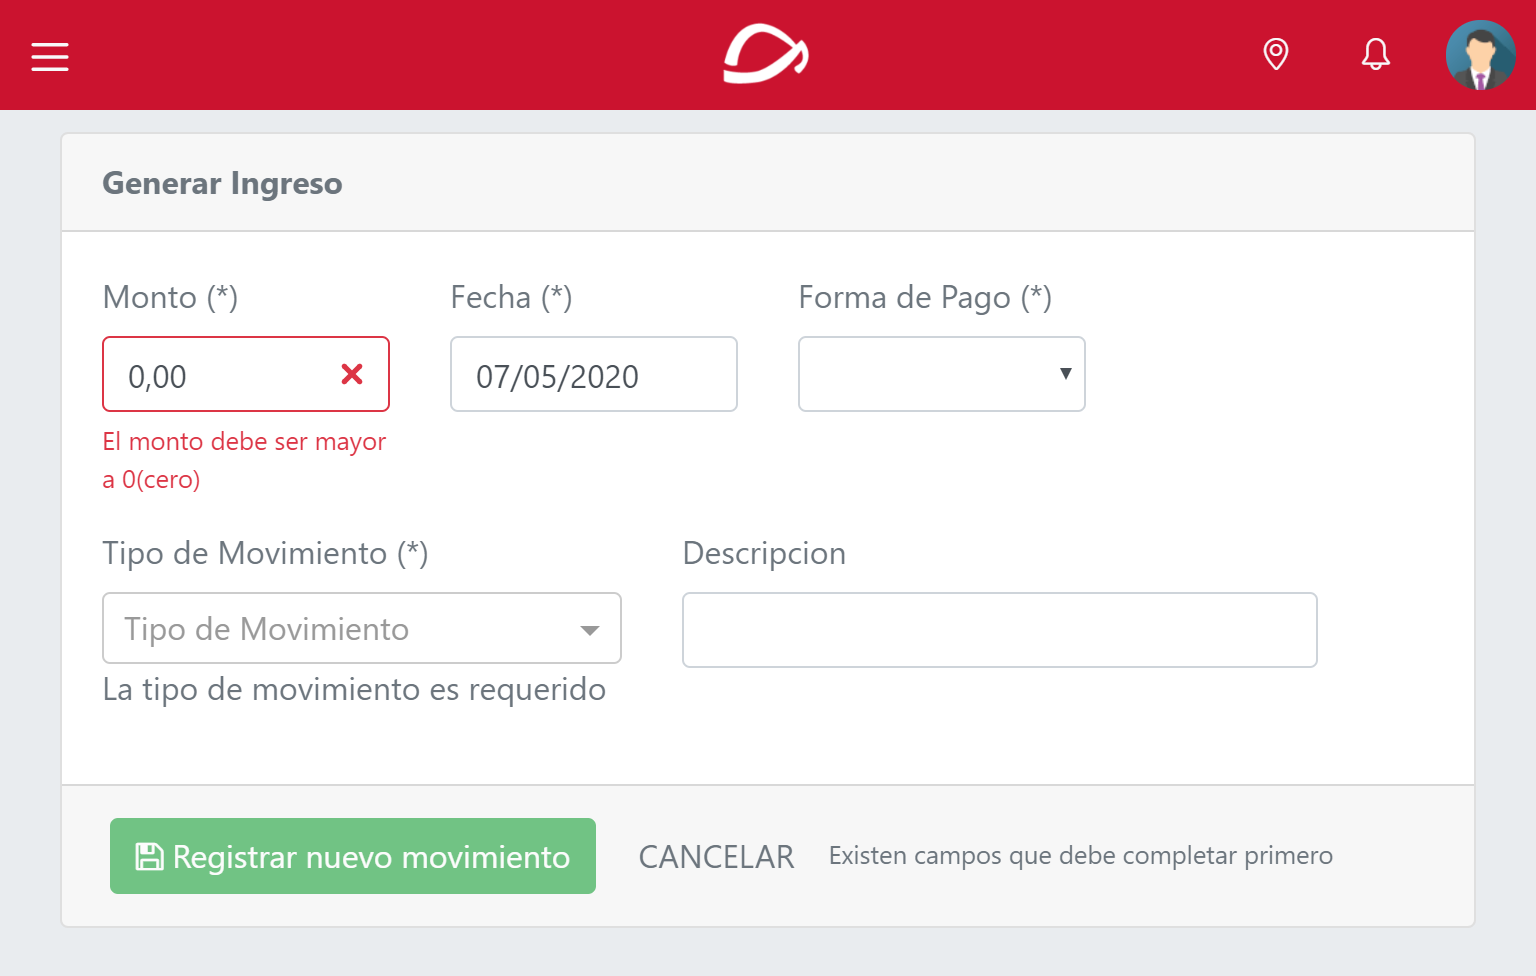 Generar Ingreso
Monto (*)
Fecha (*)
Forma de Pago (*)
0,00
07/05/2020
El monto debe ser mayor
a 0(cero)
Tipo de Movimiento (*)
Descripcion
Tipo de Movimiento
La tipo de movimiento es requerido
Registrar nuevo movimiento
CANCELAR
Existen campos que debe completar primero